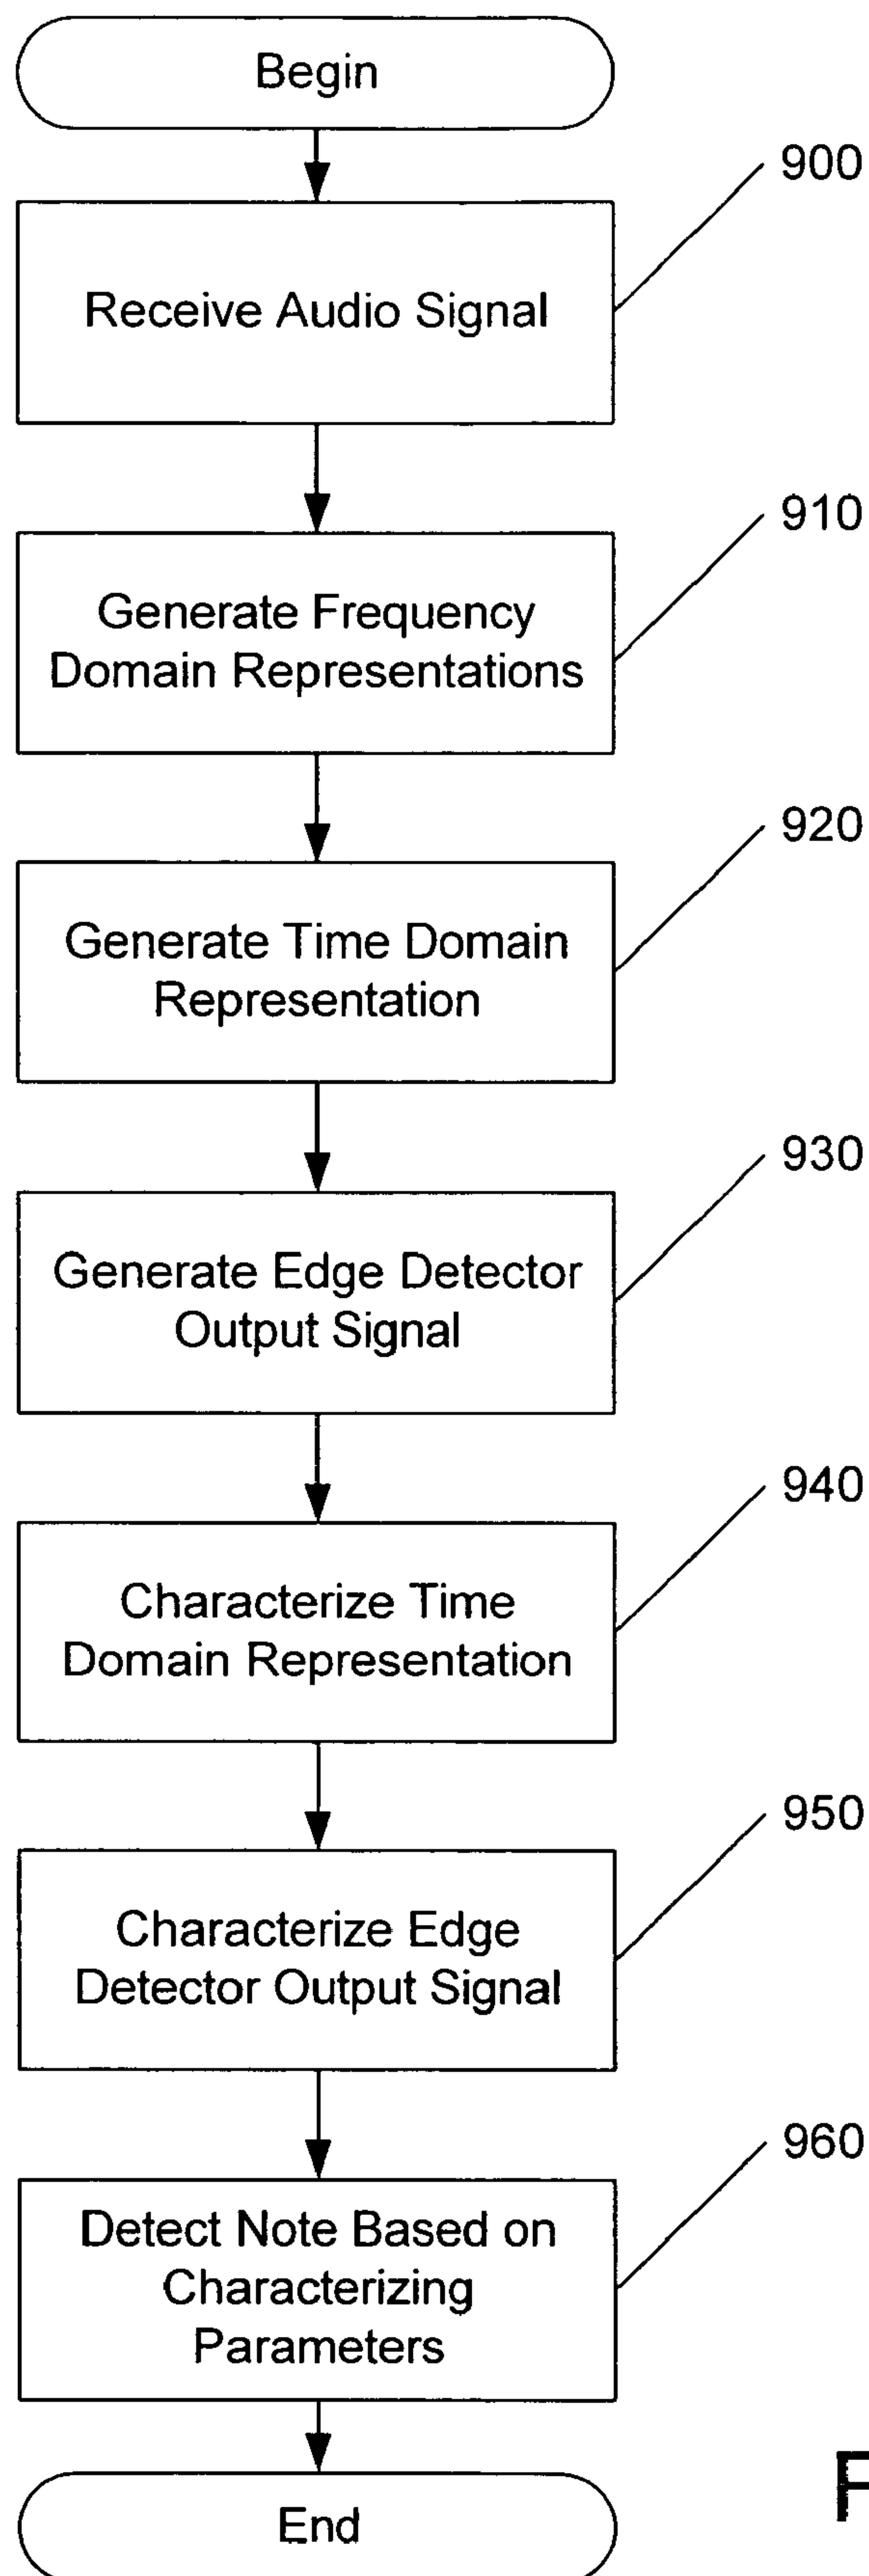 Begin
900
Receive Audio Signal
910
Generate Frequency
Domain Representations
920
Generate Time Domain
Representation
930
Generate Edge Detector
Output Signal
940
Characterize Time
Domain Representation
950
Characterize Edge
Detector Output Signal
960
Detect Note Based on
Characterizing
Parameters
End